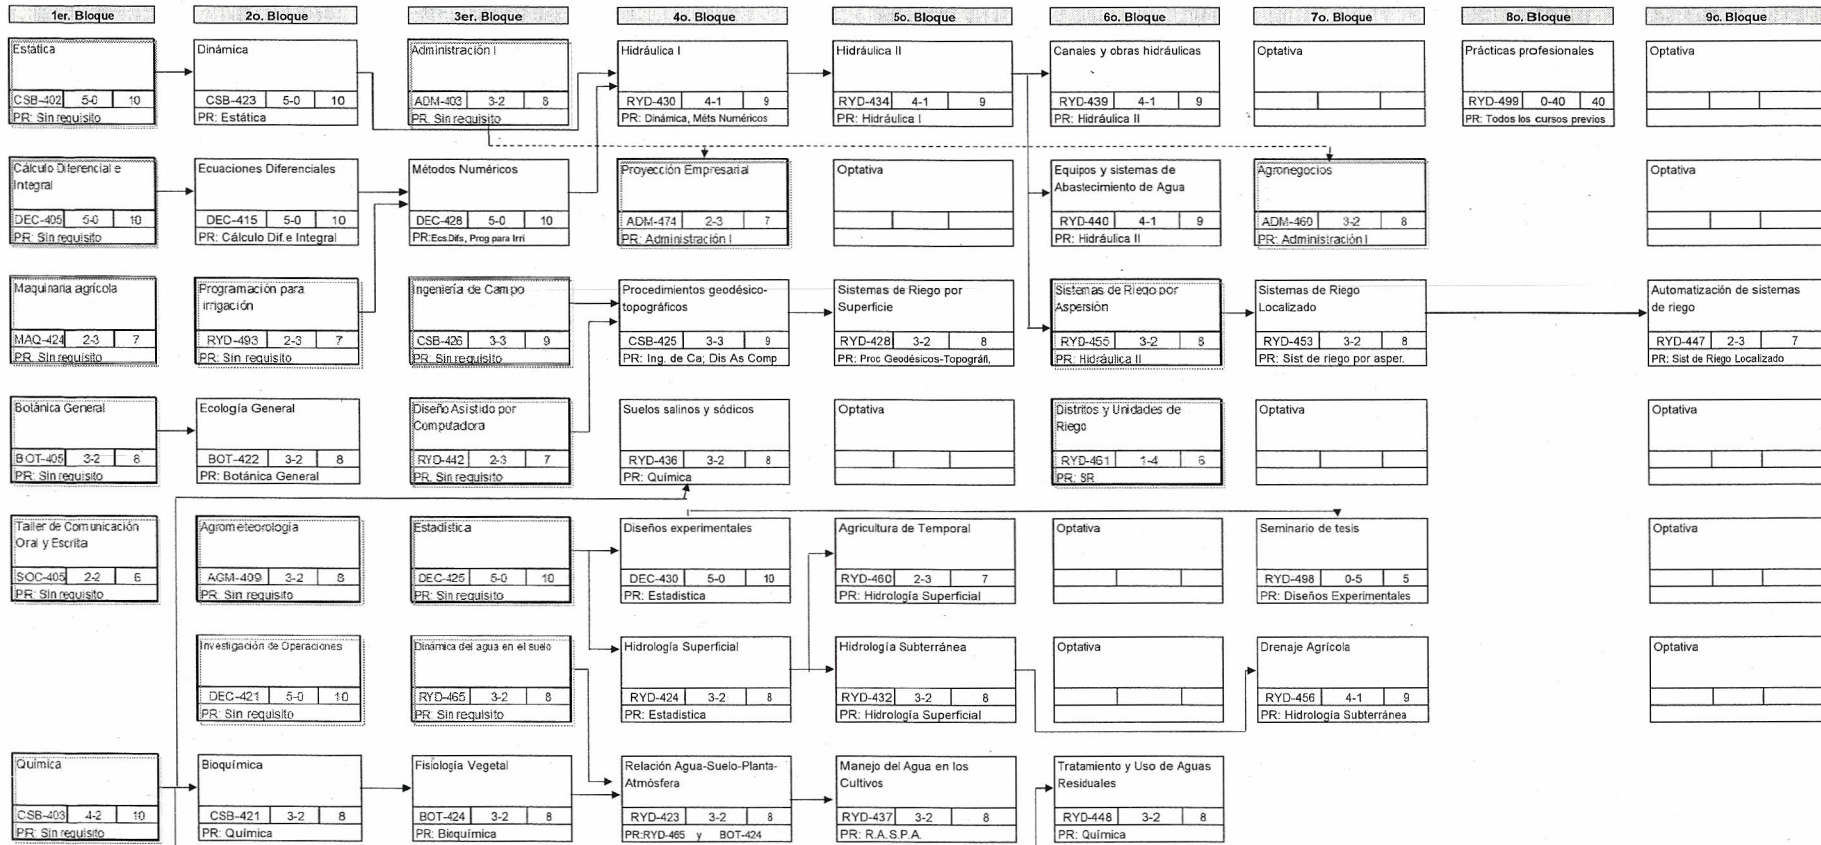 1er. Bloque
2o. Bloque
3er. Bloque
4o. Bloque
5o. Bloque
6o. Bloque
7o. Bloque
8o. Bloque
9o. Bloque
Estática
CSB-402 5-0 10
PR: Sin requisito
Dinámica
CSB-423 5-0 10
PR: Estática
Administración I
ADM-403 3-2 8
PR: Sin requisito
Hidráulica I
RYD-430 4-1 9
PR: Dinámica, Méts Numéricos
Hidráulica II
RYD-434 4-1 9
PR: Hidráulica I
Canales y obras hidráulicas
RYD-439 4-1 9
PR: Hidráulica II
Optativa
Prácticas profesionales
RYD-499 0-40 40
PR: Todos los cursos previos
Optativa
Cálculo Diferencial e
Integral
DEC-405 5-0 10
PR: Sin requisito
Ecuaciones Diferenciales
DEC-415 5-0 10
PR: Cálculo Dif.e Integral
Métodos Numéricos
DEC-428 5-0 10
PR:Ecs.Difs, Prog para Irri
Proyección Empresarial
ADM-474 2-3 7
PR: Administración I
Optativa
Equipos y sistemas de
Abastecimiento de Agua
RYD-440 4-1 9
PR: Hidráulica II
Agronegocios
ADM-460 3-2 8
PR: Administración I
Optativa
Maquinaria agrícola
MAQ-424 2-3 7
PR: Sin requisito
Programación para
irrigación
RYD-493 2-3 7
PR: Sin requisito
Ingeniería de Campo
CSB-426 3-3 9
PR: Sin requisito
Procedimientos geodésico-
topográficos
CSB-425 3-3 9
PR: Ing. de Ca; Dis As Comp
Sistemas de Riego por
Superficie
RYD-428 3-2 8
PR: Proc Geodésicos-Topográfi,
Sistemas de Riego por
Aspersión
RYD-455 3-2 8
PR: Hidráulica II
Sistemas de Riego
Localizado
RYD-453 3-2 8
PR: Sist de riego por asper.
Automatización de sistemas
de riego
RYD-447 2-3 7
PR: Sist de Riego Localizado
Botánica General
BOT-405 3-2 8
PR: Sin requisito
Ecología General
BOT-422 3-2 8
PR: Botánica General
Diseño Asistido por
Computadora
RYD-442 2-3 7
PR: Sin requisito
Suelos salinos y sódicos
RYD-436 3-2 8
PR: Química
Optativa
Distritos y Unidades de
Riego
RYD-461 1-4 6
PR: SR
Optativa
Optativa
Taller de Comunicación
Oral y Escrita
SOC-405 2-2 6
PR: Sin requisito
Agrometeorología
AGM-409 3-2 8
PR: Sin requisito
Estadística
DEC-425 5-0 10
PR: Sin requisito
Diseños experimentales
DEC-430 5-0 10
PR: Estadistica
Agricultura de Temporal
RYD-460 2-3 7
PR: Hidrología Superficial
Optativa
Seminario de tesis
RYD-498 0-5 5
PR: Diseños Experimentales
Optativa
Investigación de Operaciones
DEC-421 5-0 10
PR: Sin requisito
Dinámica del agua en el suelo
RYD-465 3-2 8
PR: Sin requisito
Hidrología Superficial
RYD-424 3-2 8
PR: Estadistica
Hidrología Subterránea
RYD-432 3-2 8
PR: Hidrología Superficial
Optativa
Drenaje Agrícola
RYD-456 4-1 9
PR: Hidrología Subterránea
Optativa
Química
CSB-403 4-2 10
PR: Sin requisito
Bioquímica
CSB-421 3-2 8
PR: Química
Fisiología Vegetal
BOT-424 3-2 8
PR: Bioquímica
Relación Agua-Suelo-Planta-
Atmósfera
RYD-423 3-2 8
PR:RYD-465 y BOT-424
Manejo del Agua en los
Cultivos
RYD-437 3-2 8
PR: R.A.S.P.A.
Tratamiento y Uso de Aguas
Residuales
RYD-448 3-2 8
PR: Química